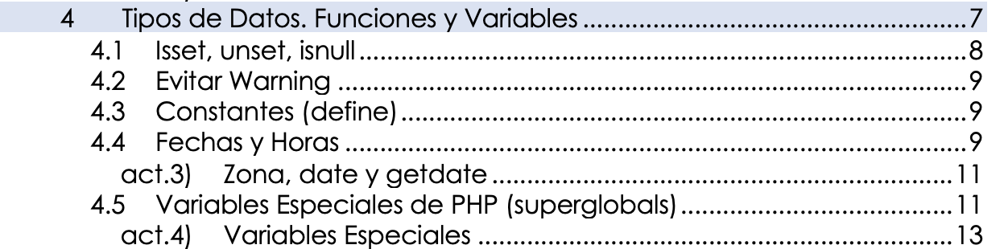 4 Tipos de Datos. Funciones y Variables ........ 7
4.1 Isset, unset, isnull ........ 8
4.2 Evitar Warning ........ 9
4.3 Constantes (define) ........ 9
4.4 Fechas y Horas ........ 9
act.3) Zona, date y getdate ........ 11
4.5 Variables Especiales de PHP (superglobals) ........ 11
act.4) Variables Especiales ........ 13